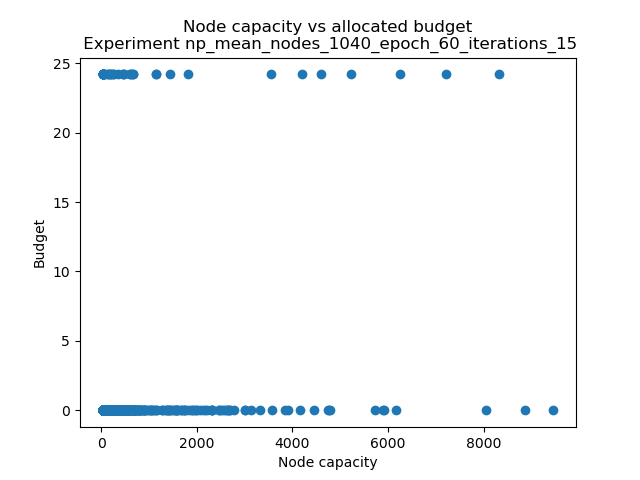 Node capacity vs allocated budget
Experiment np_mean_nodes_1040_epoch_60_iterations_15
25
20
15
10
5
0
Budget
0 2000 4000 6000 8000
Node capacity